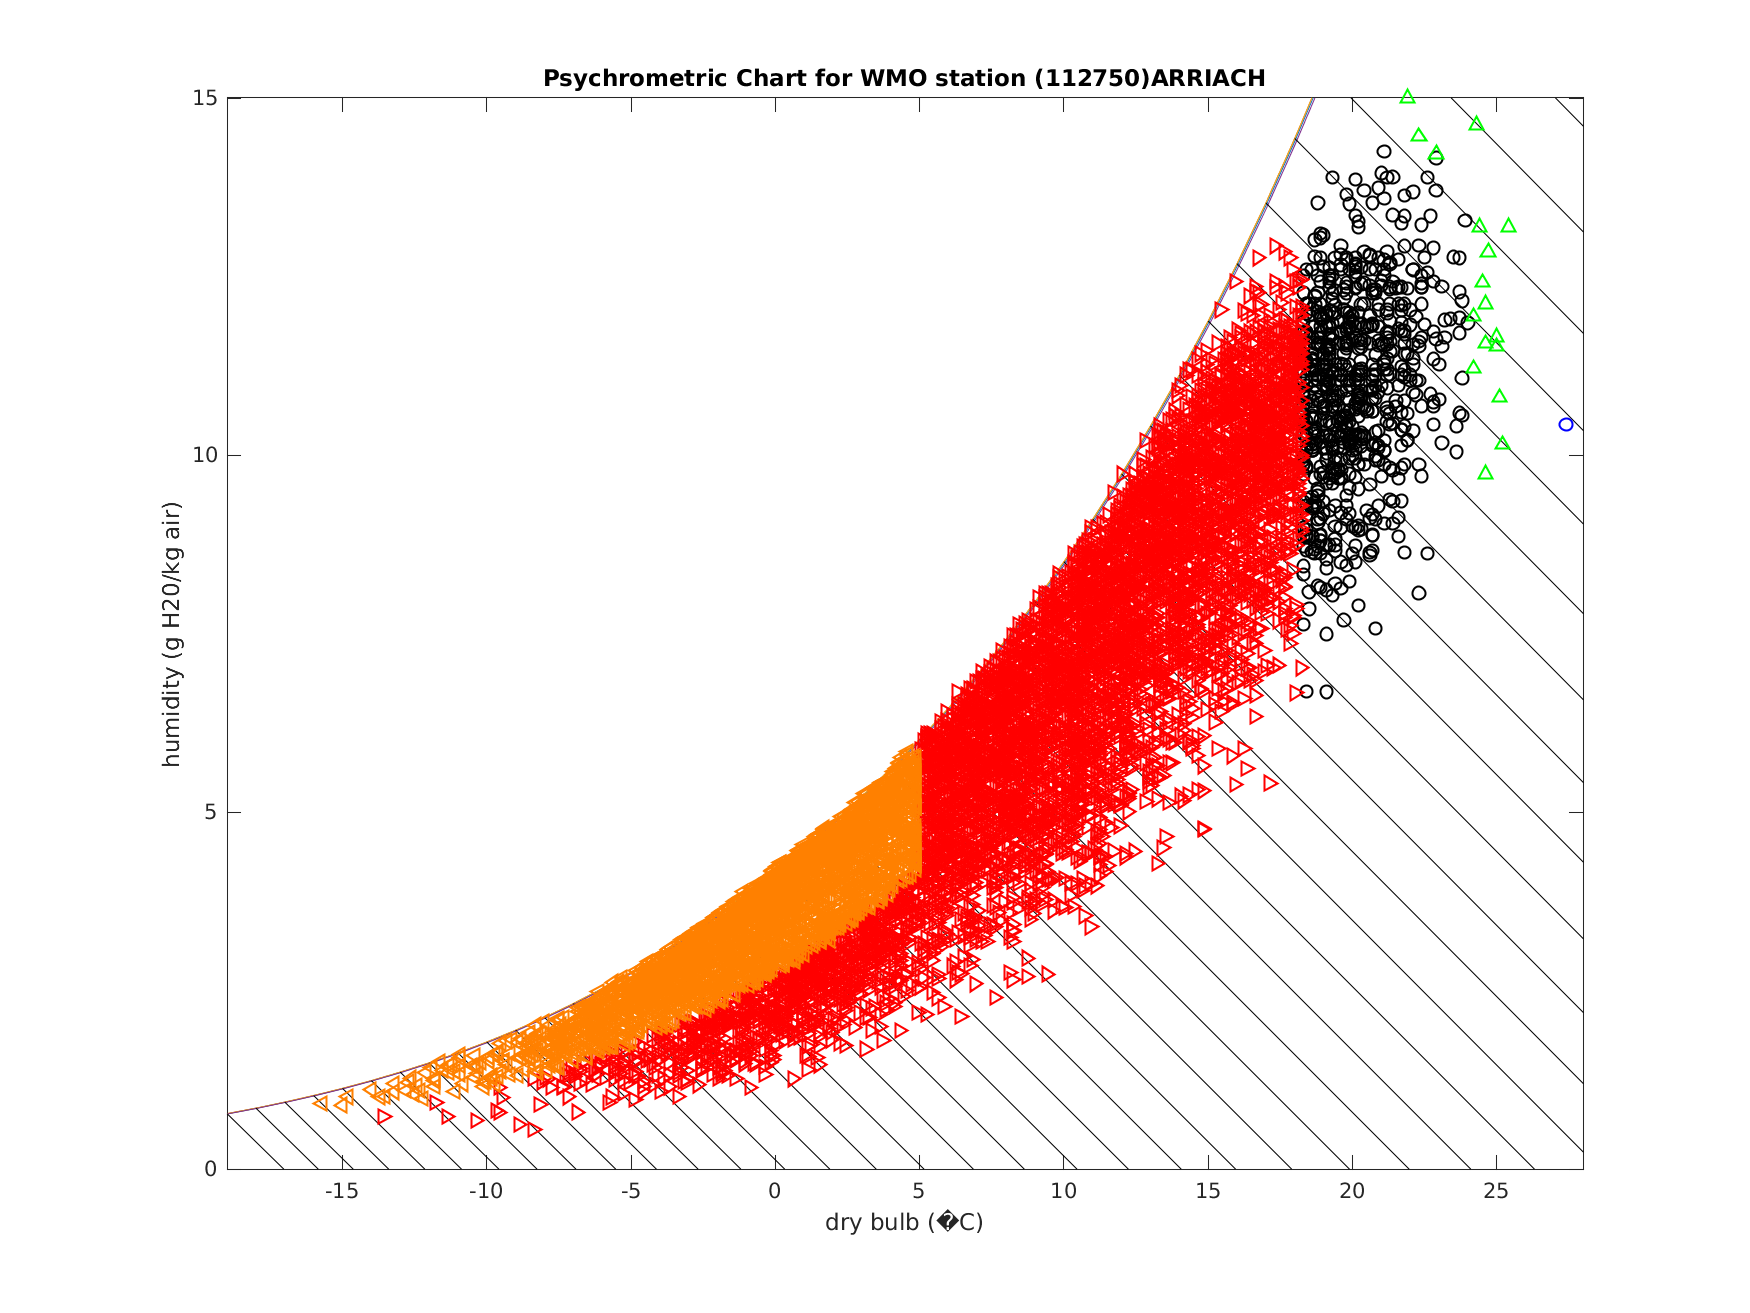 Psychrometric Chart for WMO station (112750)ARRIACH
15
10
5
0
humidity (g H20/kg air)
-15 -10 -5 0 5 10 15 20 25
dry bulb (�C)